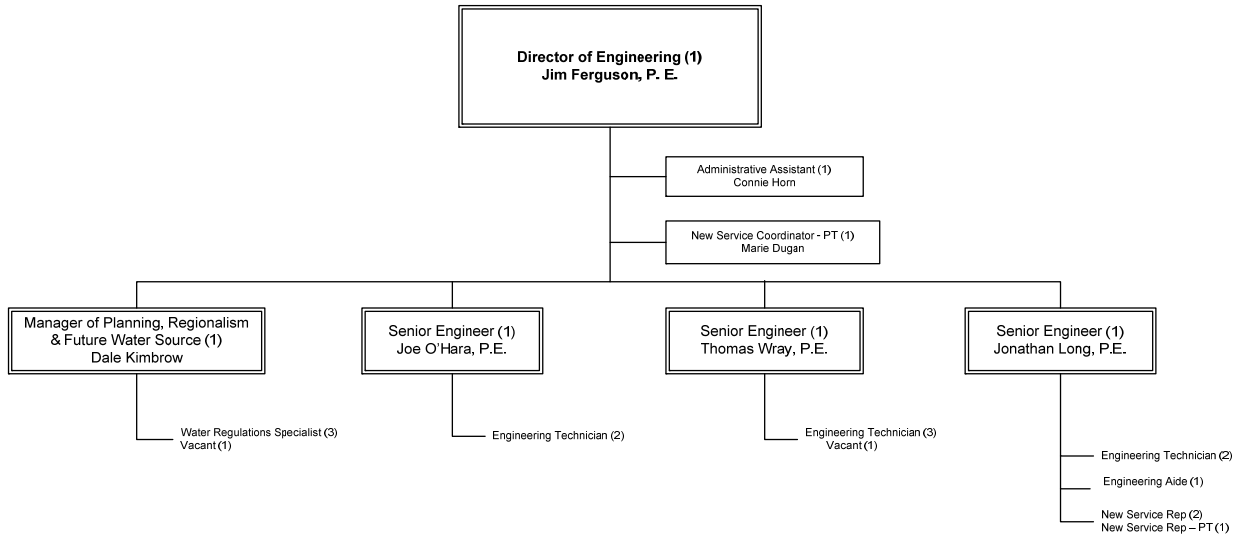 Director of Engineering (1)
Jim Ferguson, P. E.
Administrative Assistant (1)
Connie Horn
New Service Coordinator - PT (1)
Marie Dugan
Manager of Planning, Regionalism
& Future Water Source (1)
Dale Kimbrow
Senior Engineer (1)
Joe O'Hara, P.E.
Senior Engineer (1)
Thomas Wray, P.E.
Senior Engineer (1)
Jonathan Long, P.E.
Water Regulations Specialist (3)
Vacant (1)
Engineering Technician (2)
Engineering Technician (3)
Vacant (1)
Engineering Technician (2)
Engineering Aide (1)
New Service Rep (2)
New Service Rep – PT (1)